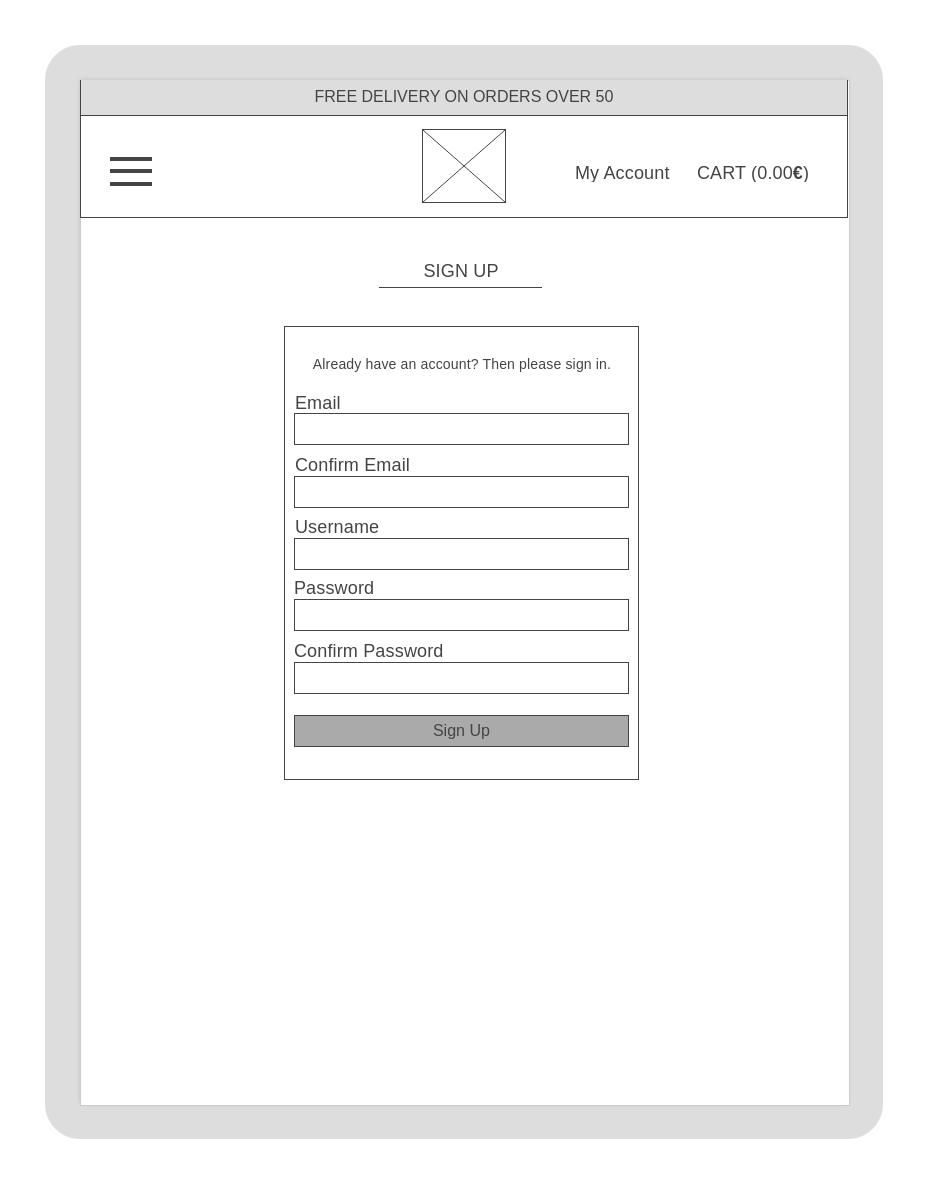 FREE DELIVERY ON ORDERS OVER 50
My Account CART (0.00€)
SIGN UP
Already have an account? Then please sign in.
Email
Confirm Email
Username
Password
Confirm Password
Sign Up